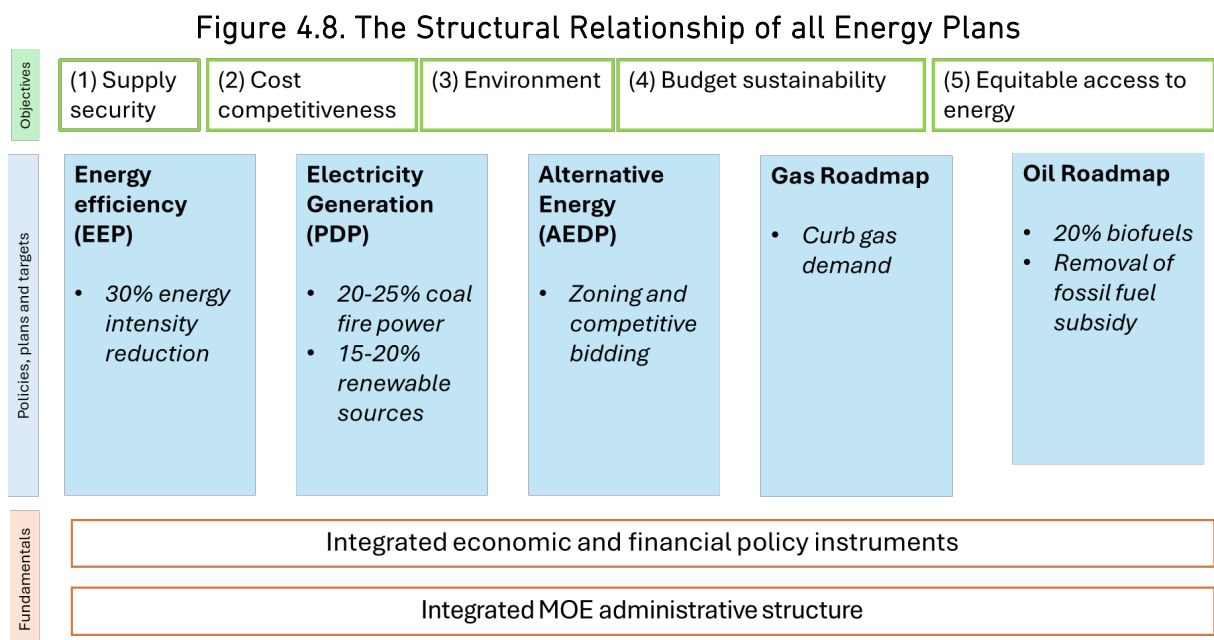 Figure 4.8. The Structural Relationship of all Energy Plans
Objectives
(1) Supply
security
(2) Cost
competitiveness
(3) Environment
(4) Budget sustainability
(5) Equitable access to
energy
Policies, plans and targets
Energy
efficiency
(EEP)
• 30% energy
intensity
reduction
Electricity
Generation
(PDP)
• 20-25% coal
fire power
• 15-20%
renewable
sources
Alternative
Energy
(AEDP)
• Zoning and
competitive
bidding
Gas Roadmap
• Curb gas
demand
Oil Roadmap
• 20% biofuels
• Removal of
fossil fuel
subsidy
Fundamentals
Integrated economic and financial policy instruments
Integrated MOE administrative structure